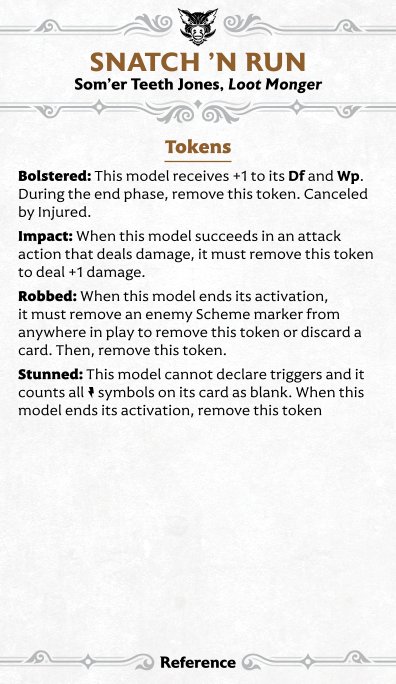 SNATCH ’N RUN
Som’er Teeth Jones, Loot Monger
Tokens
Bolstered: This model receives +1 to its Df and Wp.
During the end phase, remove this token. Canceled
by Injured.
Impact: When this model succeeds in an attack
action that deals damage, it must remove this token
to deal +1 damage.
Robbed: When this model ends its activation,
it must remove an enemy Scheme marker from
anywhere in play to remove this token or discard a
card. Then, remove this token.
Stunned: This model cannot declare triggers and it
counts all symbols on its card as blank. When this
model ends its activation, remove this token
Reference